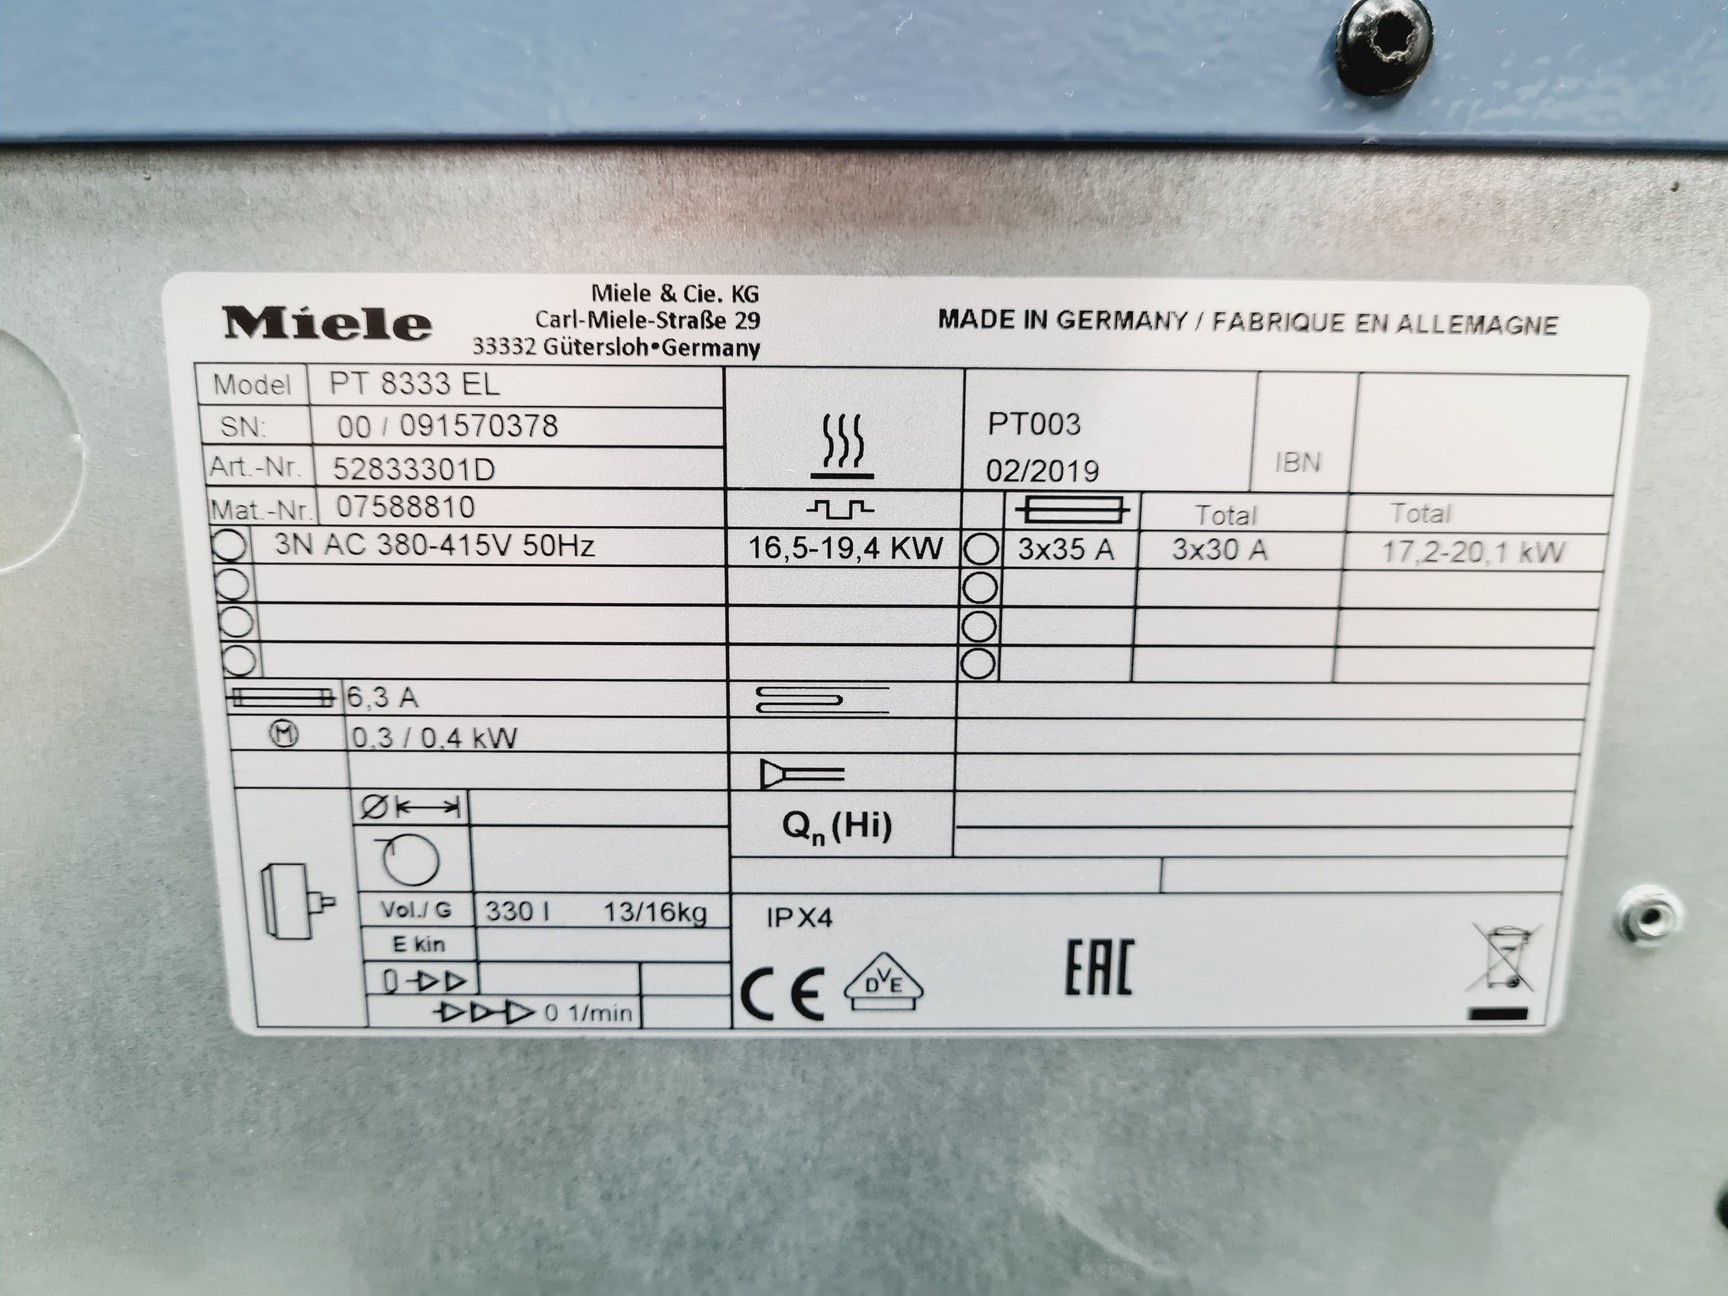 Miele
Miele & Cie. KG
Carl-Miele-Straße 29
33332 Gütersloh•Germany
MADE IN GERMANY / FABRIQUE EN ALLEMAGNE
Model PT 8333 EL
SN: 00 / 091570378
Art.-Nr. 52833301D
Mat.-Nr. 07588810
PT003
02/2019
IBN
Total Total
3N AC 380-415V 50Hz 16,5-19,4 KW 3x35 A 3x30 A 17,2-20,1 kW
6,3 A
M 0,3 / 0,4 kW
Qn (Hi)
Vol./ G 330 l 13/16kg
E kin
0 1/min
IPX4
CE DVE EAC